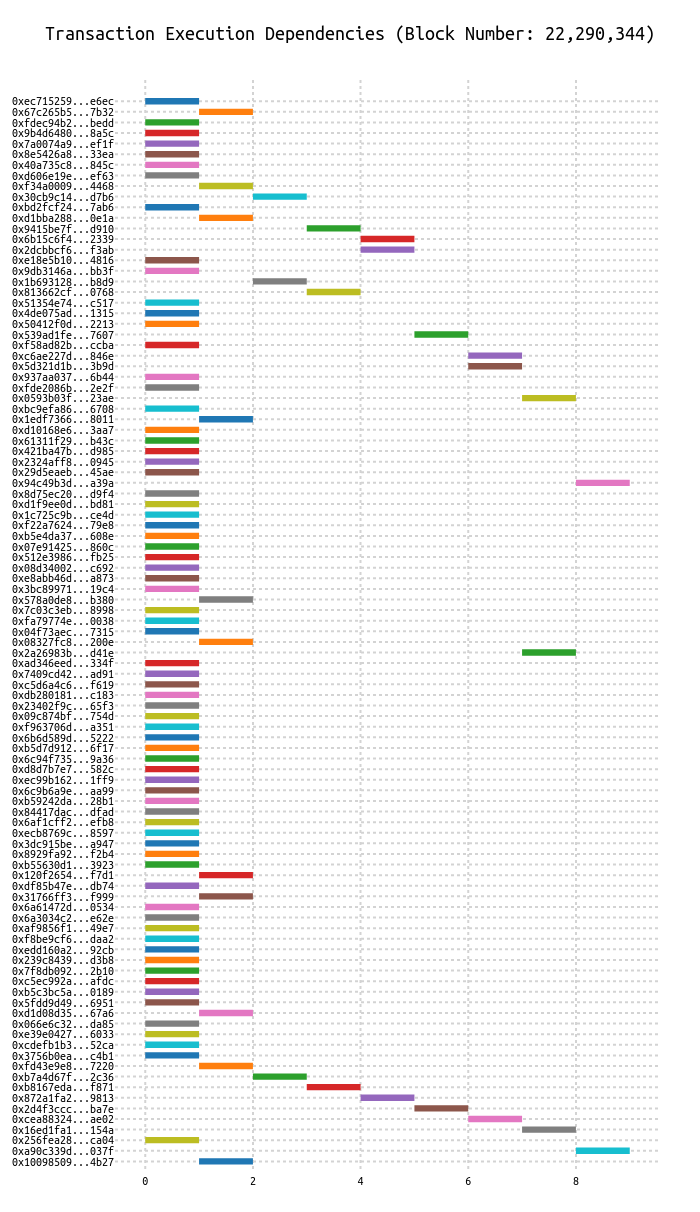 Transaction Execution Dependencies (Block Number: 22,290,344)
0xec715259...e6ec
0x67c265b5...7b32
0xfdec94b2...bedd
0x9b4d6480...8a5c
0x7a0074a9...ef1f
0x8e5426a8...33ea
0x40a735c8...845c
0xd606e19e...ef63
0xf34a0009...4468
0x30cb9c14...d7b6
0xbd2fcf24...7ab6
0xd1bba288...0e1a
0x9415be7f...d910
0x6b15c6f4...2339
0x2dcbbcf6...f3ab
0xe18e5b10...4816
0x9db3146a...bb3f
0x1b693128...b8d9
0x813662cf...0768
0x51354e74...c517
0x4de075ad...1315
0x50412f0d...2213
0x539ad1fe...7607
0xf58ad82b...ccba
0xc6ae227d...846e
0x5d321d1b...3b9d
0x937aa037...6b44
0xfde2086b...2e2f
0x0593b03f...23ae
0xbc9efa86...6708
0x1edf7366...8011
0xd10168e6...3aa7
0x61311f29...b43c
0x421ba47b...d985
0x2324aff8...0945
0x29d5eaeb...45ae
0x94c49b3d...a39a
0x8d75ec20...d9f4
0xd1f9ee0d...bd81
0x1c725c9b...ce4d
0xf22a7624...79e8
0xb5e4da37...608e
0x07e91425...860c
0x512e3986...fb25
0x08d34002...c692
0xe8abb46d...a873
0x3bc89971...19c4
0x578a0de8...b380
0x7c03c3eb...8998
0xfa79774e...0038
0x04f73aec...7315
0x08327fc8...200e
0x2a26983b...d41e
0xad346eed...334f
0x7409cd42...ad91
0xc5d6a4c6...f619
0xdb280181...c183
0x23402f9c...65f3
0x09c874bf...754d
0xf963706d...a351
0x6b6d589d...5222
0xb5d7d912...6f17
0x6c94f735...9a36
0xd8d7b7e7...582c
0xec99b162...1ff9
0x6c9b6a9e...aa99
0xb59242da...28b1
0x84417dac...dfad
0x6af1cff2...efb8
0xecb8769c...8597
0x3dc915be...a947
0x8929fa92...f2b4
0xb55630d1...3923
0x120f2654...f7d1
0xdf85b47e...db74
0x31766ff3...f999
0x6a61472d...0534
0x6a3034c2...e62e
0xaf9856f1...49e7
0xf8be9cf6...daa2
0xedd160a2...92cb
0x239c8439...d3b8
0x7f8db092...2b10
0xc5ec992a...afdc
0xb5c3bc5a...0189
0x5fdd9d49...6951
0xd1d08d35...67a6
0x066e6c32...da85
0xe39e0427...6033
0xcdefb1b3...52ca
0x3756b0ea...c4b1
0xfd43e9e8...7220
0xb7a4d67f...2c36
0xb8167eda...f871
0x872a1fa2...9813
0x2d4f3ccc...ba7e
0xcea88324...ae02
0x16ed1fa1...154a
0x256fea28...ca04
0xa90c339d...037f
0x10098509...4b27
0 2 4 6 8